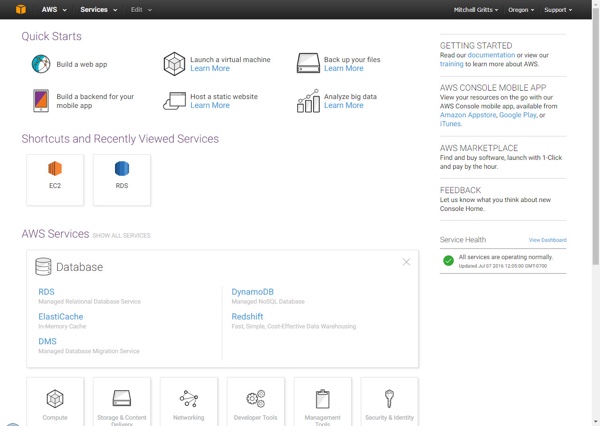 AWS Services Edit Mitchell Gritts Oregon Support
Quick Starts
Build a web app
Launch a virtual machine
Learn More
Back up your files
Learn More
Build a backend for your
mobile app
Host a static website
Learn More
Analyze big data
Learn More
Shortcuts and Recently Viewed Services
EC2
RDS
AWS Services SHOW ALL SERVICES
Database
RDS
Managed Relational Database Service
DynamoDB
Managed NoSQL Database
ElastiCache
In-Memory Cache
Redshift
Fast, Simple, Cost-Effective Data Warehousing
DMS
Managed Database Migration Service
Compute
Storage & Content
Delivery
Networking
Developer Tools
Management
Tools
Security & Identity
GETTING STARTED
Read our documentation or view our
training to learn more about AWS.
AWS CONSOLE MOBILE APP
View your resources on the go with our
AWS Console mobile app, available from
Amazon Appstore, Google Play, or
iTunes.
AWS MARKETPLACE
Find and buy software, launch with 1-Click
and pay by the hour.
FEEDBACK
Let us know what you think about new
Console Home.
Service Health View Dashboard
All services are operating normally.
Updated Jul 07 2016 12:05:00 GMT-0700